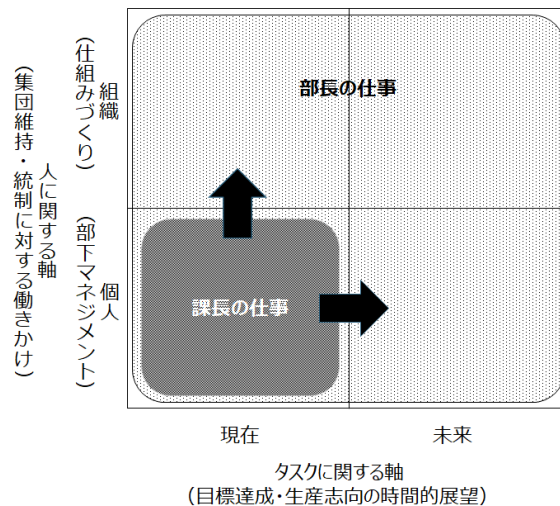 部長の仕事
課長の仕事
人に関する軸
（集団維持・統制に対する働きかけ）
組織
（仕組みづくり）
個人
（部下マネジメント）
現在
未来
タスクに関する軸
（目標達成・生産志向の時間的展望）